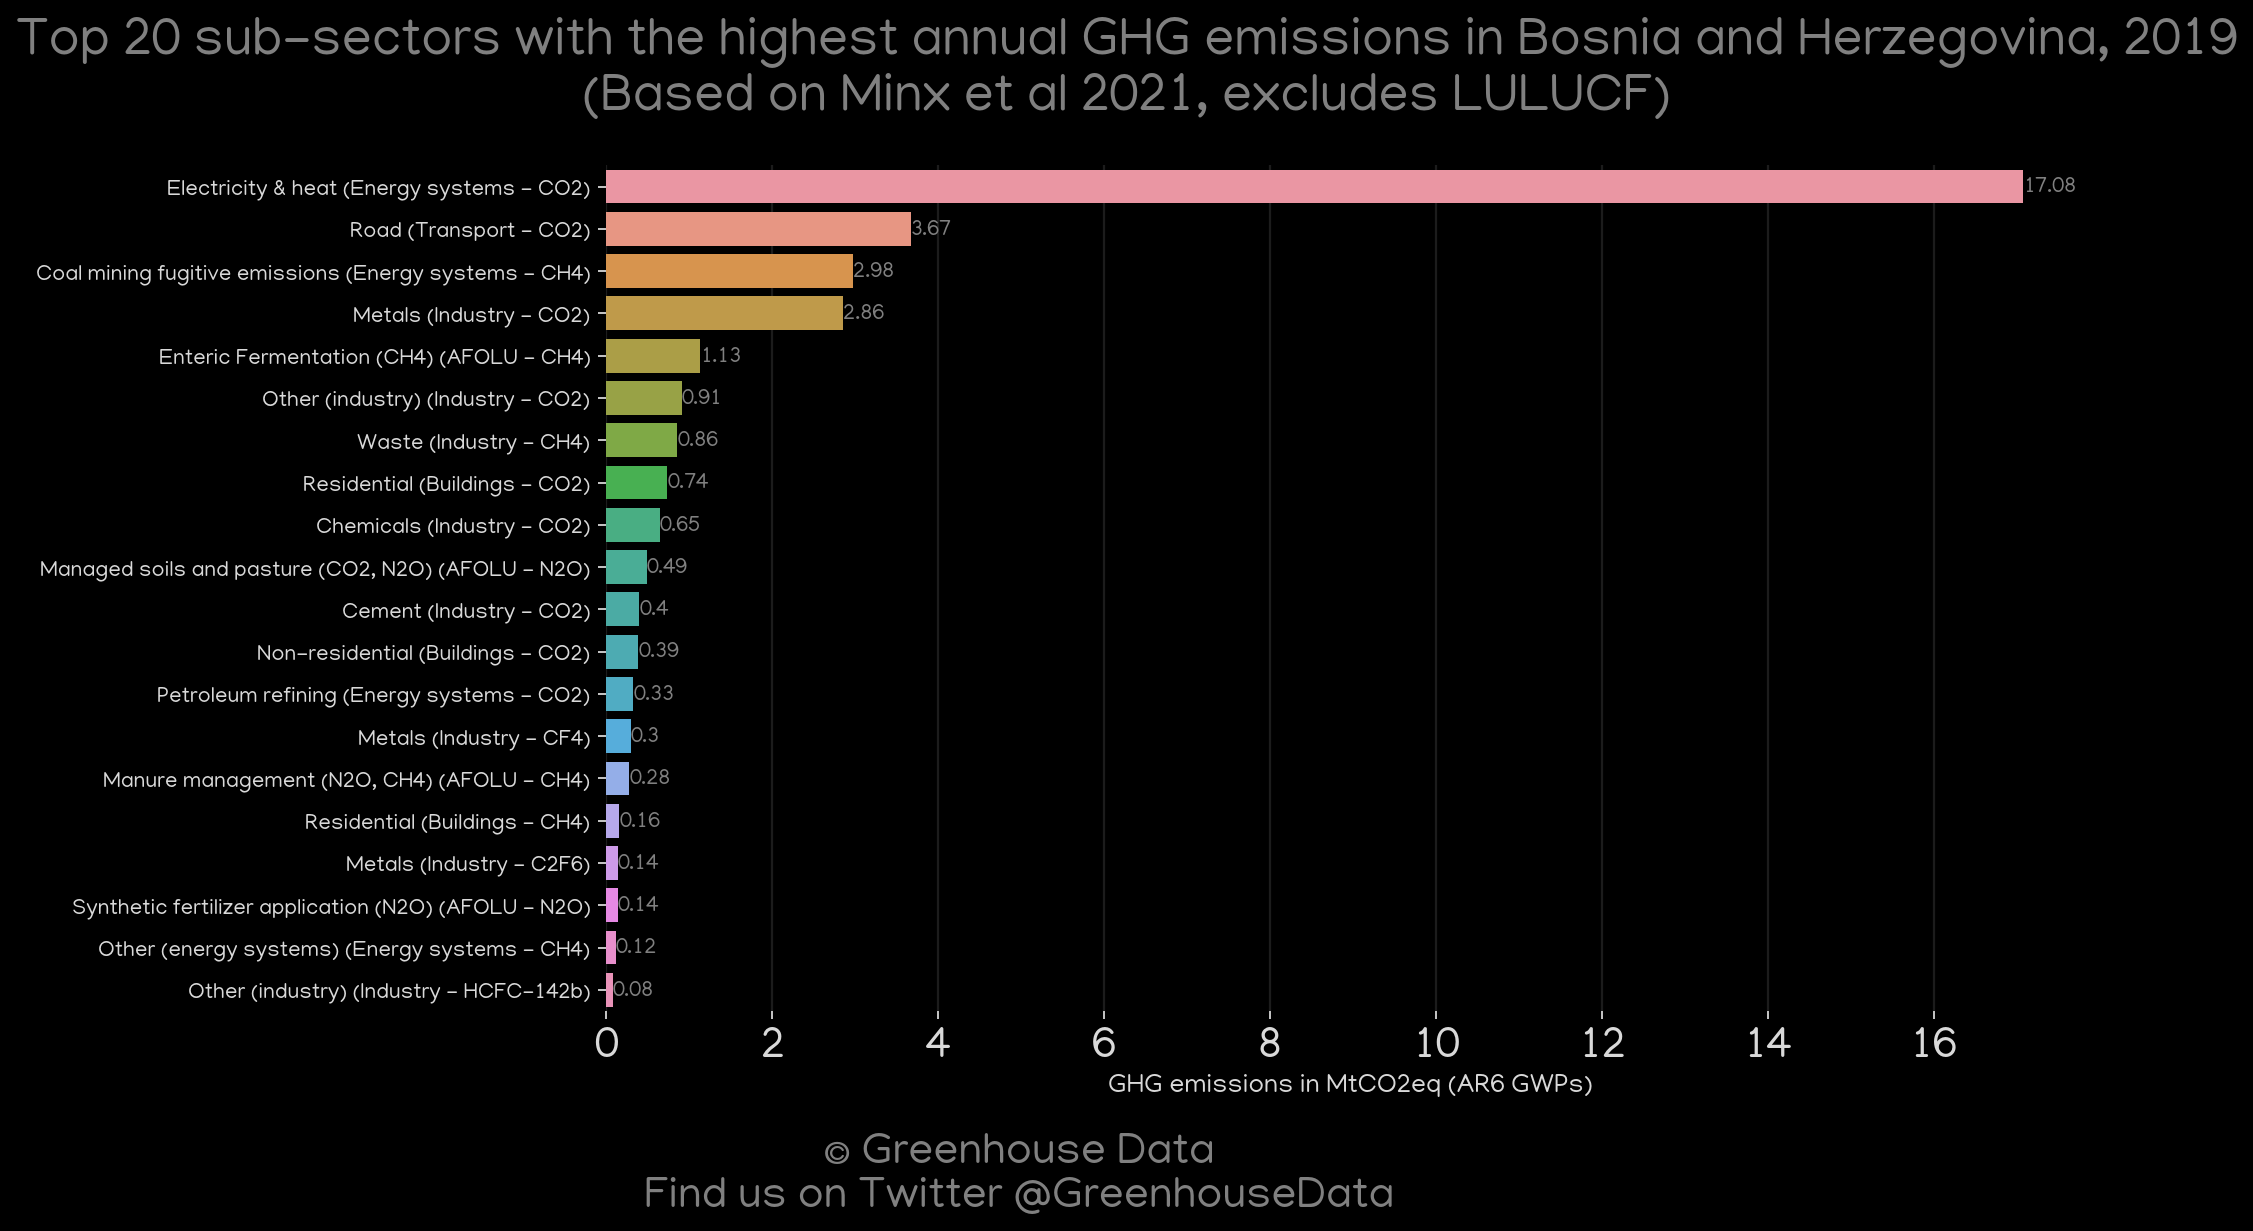 Top 20 sub-sectors with the highest annual GHG emissions in Bosnia and Herzegovina, 2019
(Based on Minx et al 2021, excludes LULUCF)
Electricity & heat (Energy systems - CO2) 17.08
Road (Transport - CO2) 3.67
Coal mining fugitive emissions (Energy systems - CH4) 2.98
Metals (Industry - CO2) 2.86
Enteric Fermentation (CH4) (AFOLU - CH4) 1.13
Other (industry) (Industry - CO2) 0.91
Waste (Industry - CH4) 0.86
Residential (Buildings - CO2) 0.74
Chemicals (Industry - CO2) 0.65
Managed soils and pasture (CO2, N2O) (AFOLU - N2O) 0.49
Cement (Industry - CO2) 0.4
Non-residential (Buildings - CO2) 0.39
Petroleum refining (Energy systems - CO2) 0.33
Metals (Industry - CF4) 0.3
Manure management (N2O, CH4) (AFOLU - CH4) 0.28
Residential (Buildings - CH4) 0.16
Metals (Industry - C2F6) 0.14
Synthetic fertilizer application (N2O) (AFOLU - N2O) 0.14
Other (energy systems) (Energy systems - CH4) 0.12
Other (industry) (Industry - HCFC-142b) 0.08
0 2 4 6 8 10 12 14 16
GHG emissions in MtCO2eq (AR6 GWPs)
© Greenhouse Data
Find us on Twitter @GreenhouseData